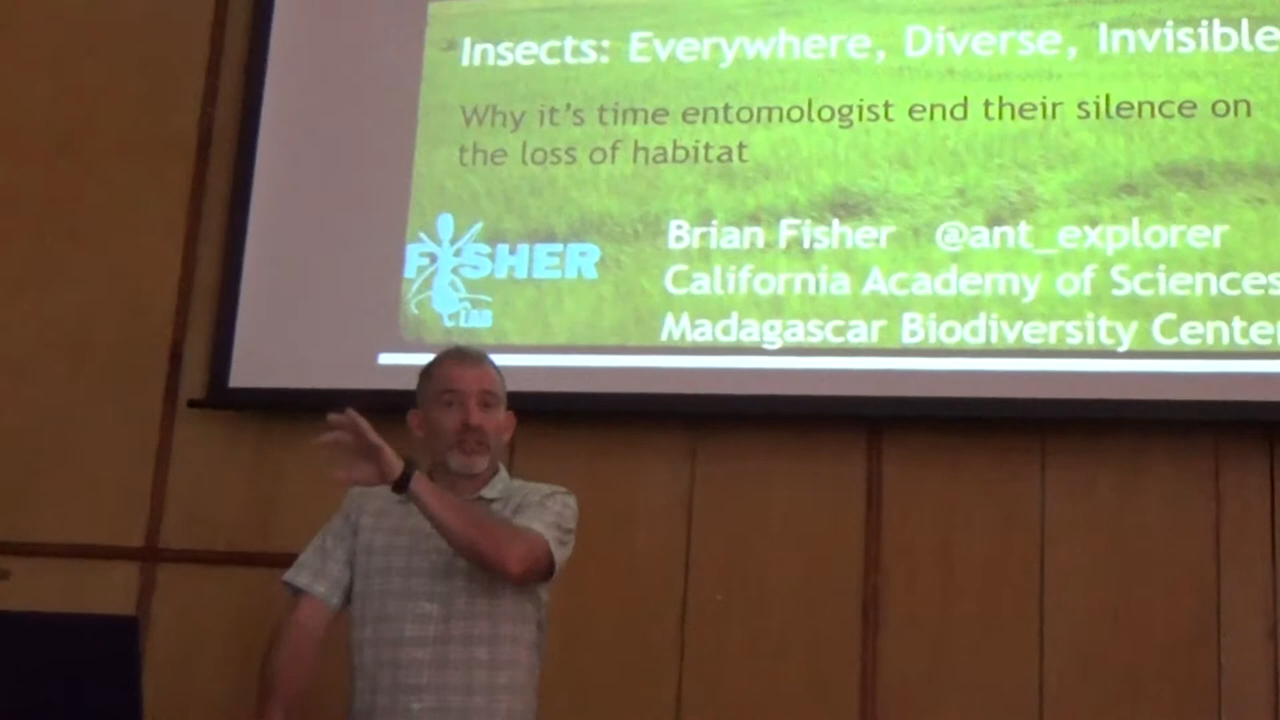 Insects: Everywhere, Diverse, Invisible
Why it's time entomologist end their silence on
the loss of habitat
FISHER
LAB
Brian Fisher @ant_explorer
California Academy of Sciences
Madagascar Biodiversity Center